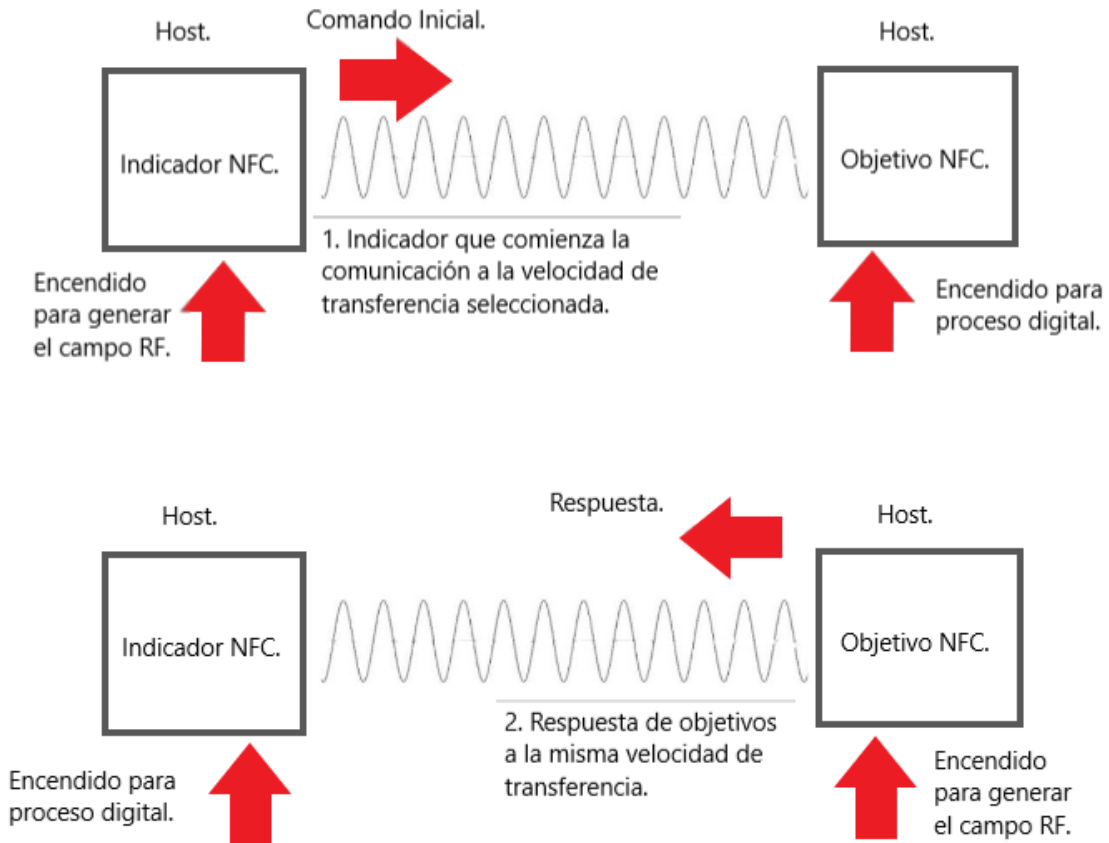 Host.
Comando Inicial.
Host.
Indicador NFC.
Objetivo NFC.
1. Indicador que comienza la
comunicación a la velocidad de
transferencia seleccionada.
Encendido
para generar
el campo RF.
Encendido para
proceso digital.
Host.
Respuesta.
Host.
Indicador NFC.
Objetivo NFC.
2. Respuesta de objetivos
a la misma velocidad de
transferencia.
Encendido para
proceso digital.
Encendido
para generar
el campo RF.